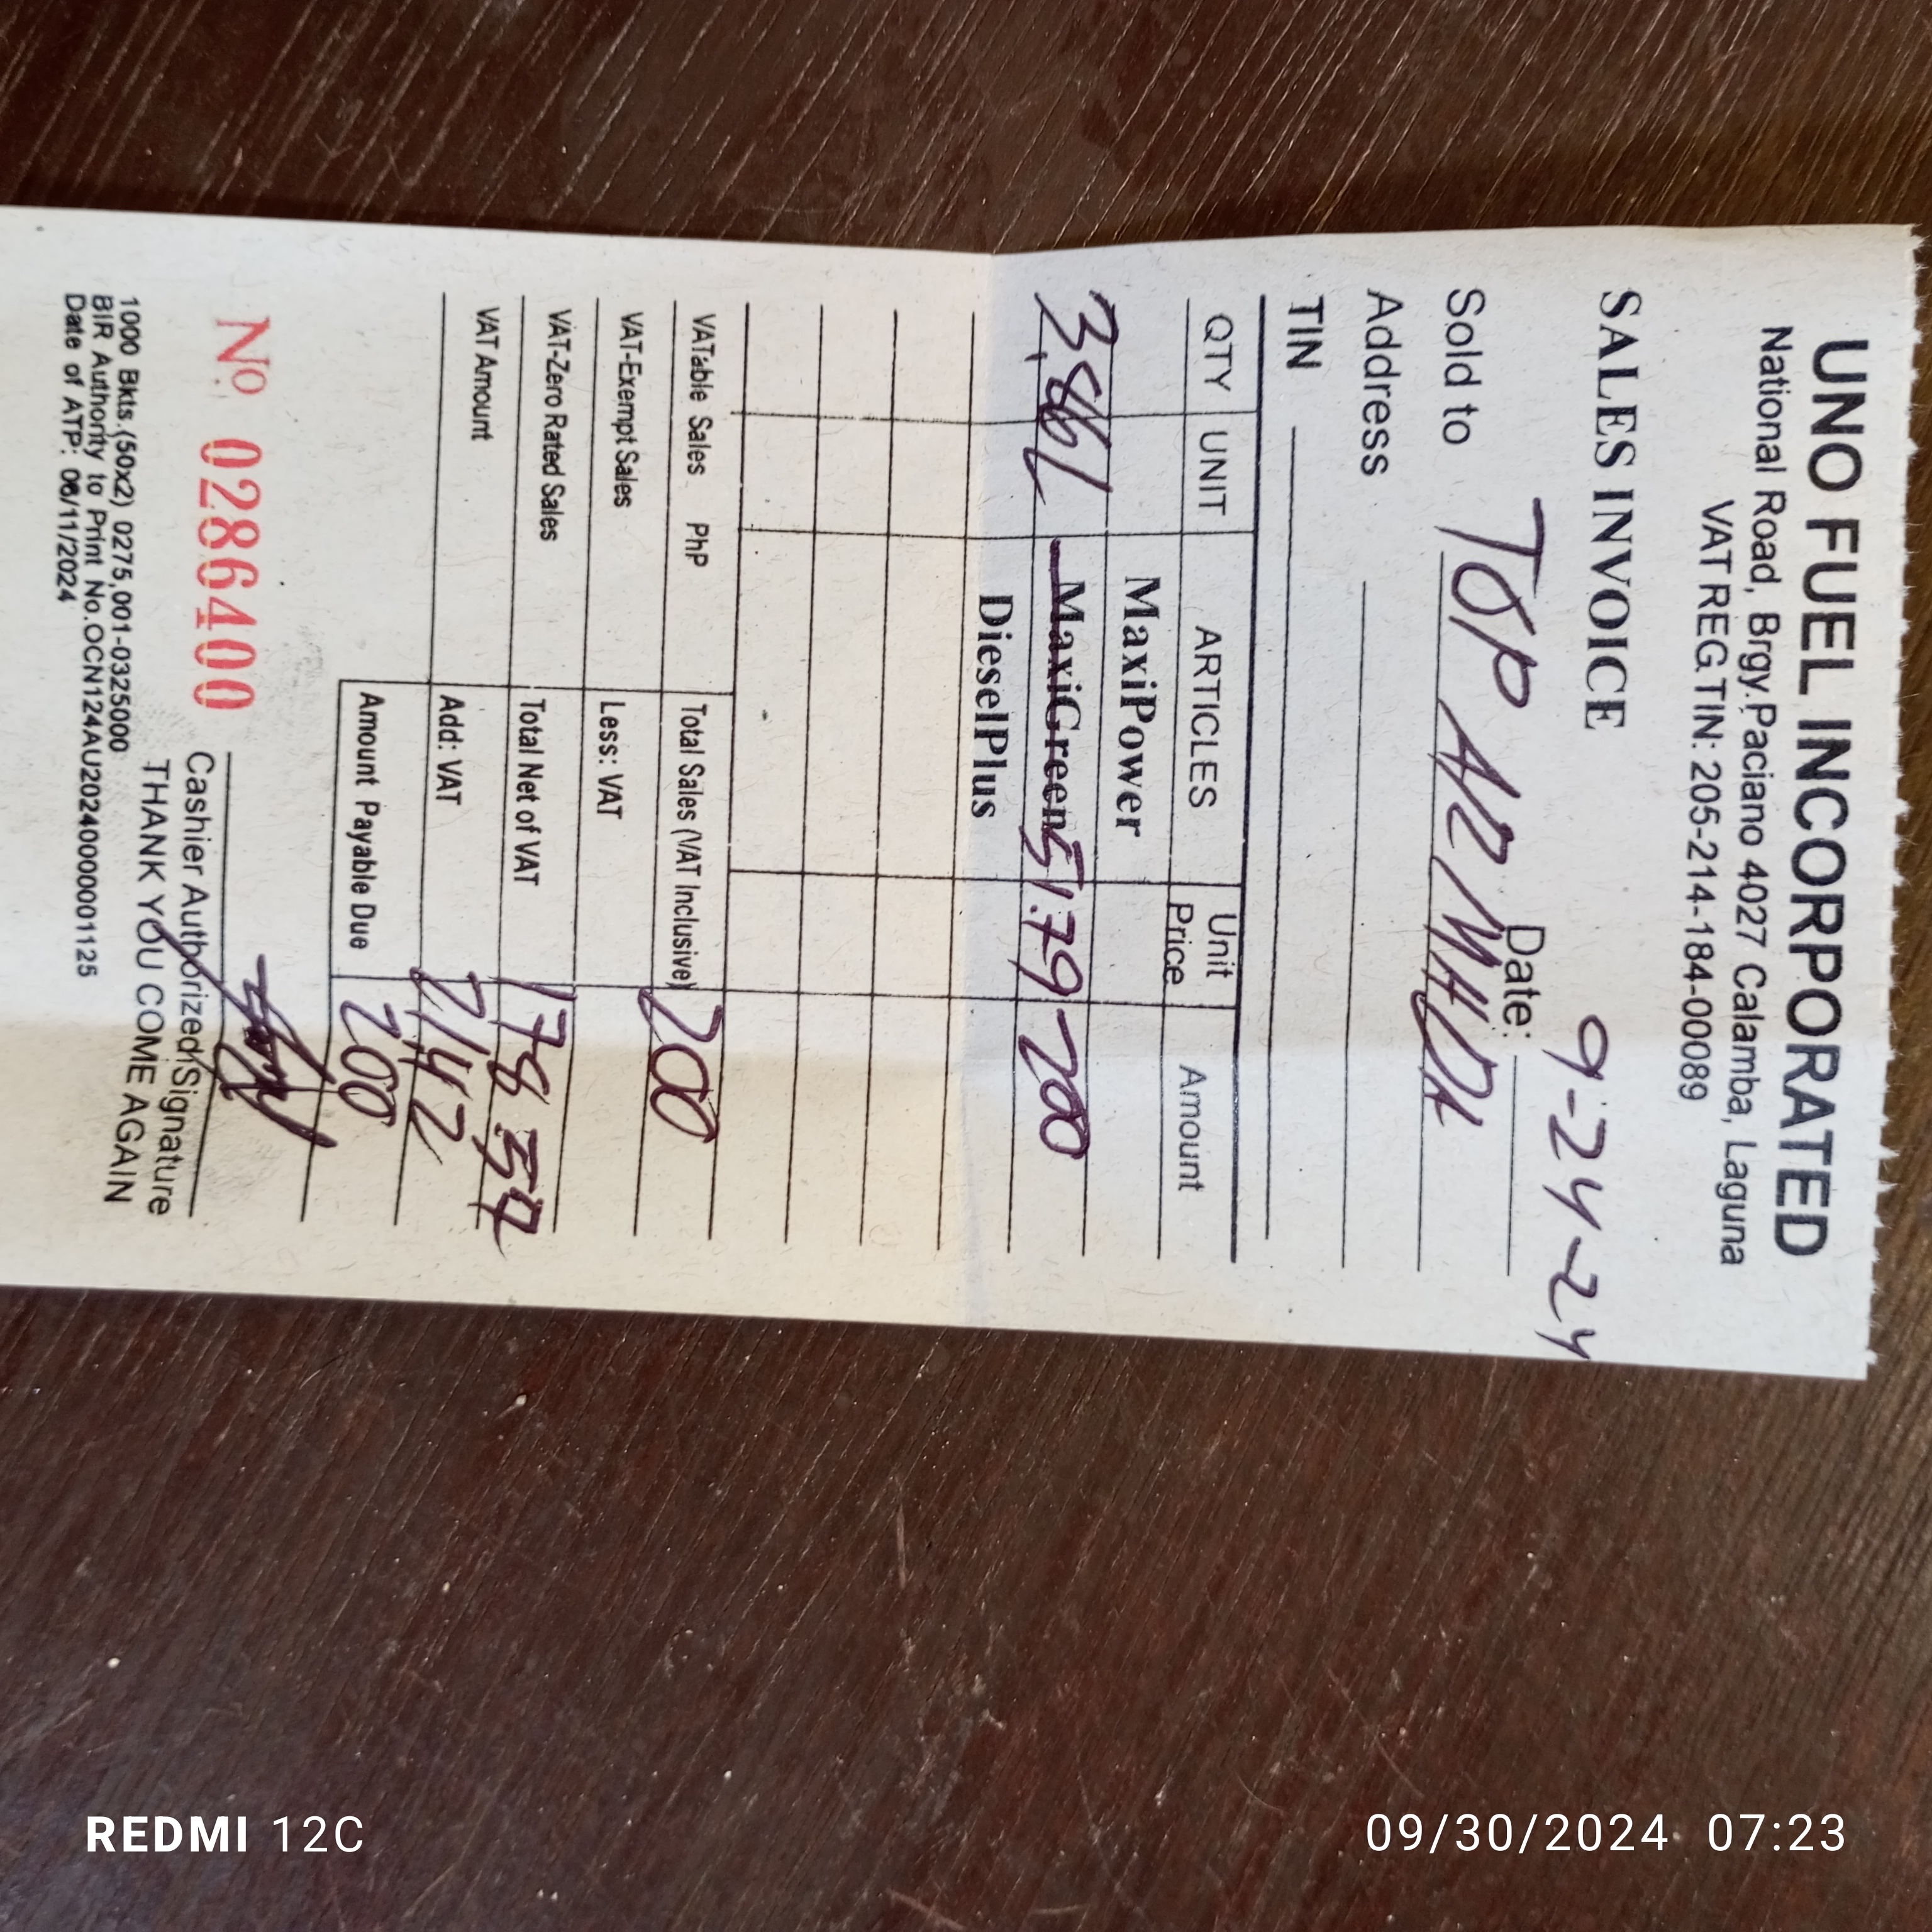 UNO FUEL INCORPORATED
National Road, Brgy. Paciano 4027 Calamba, Laguna
VAT REG.TIN: 205-214-184-00089
SALES INVOICE
Date: 9-24-24
Sold to TOP ARMADA
Address
TIN
QTY UNIT ARTICLES Unit Price Amount
MaxiPower
3.86 L MaxiGreen 51.79 200
DieselPlus
VATable Sales PhP Total Sales (VAT Inclusive) 200
VAT-Exempt Sales Less: VAT
VAT-Zero Rated Sales Total Net of VAT 178.57
VAT Amount Add: VAT 21.42
Amount Payable Due 200
No 0286400
Cashier Authorized Signature
THANK YOU COME AGAIN
1000 Bkts.(50x2) 0275,001-0325000
BIR Authority to Print No.OCN124AU20240000001125
Date of ATP: 06/11/2024
REDMI 12C
09/30/2024 07:23